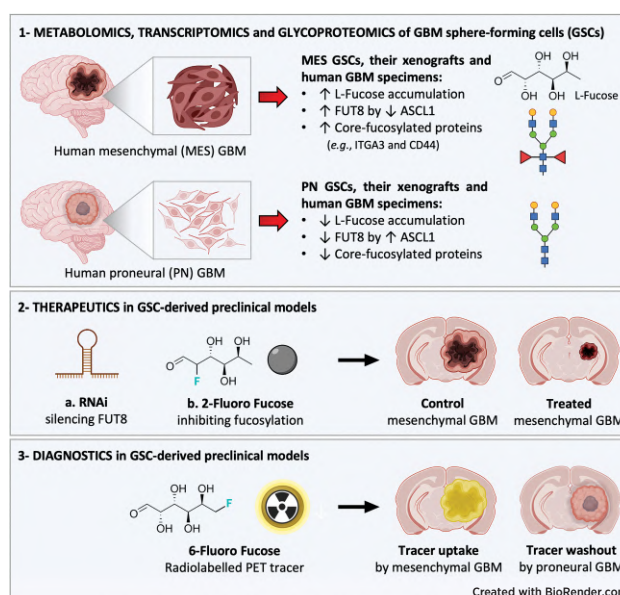 1- METABOLOMICS, TRANSCRIPTOMICS and GLYCOPROTEOMICS of GBM sphere-forming cells (GSCs)
Human mesenchymal (MES) GBM
MES GSCs, their xenografts and
human GBM specimens:
• ↑ L-Fucose accumulation
• ↑ FUT8 by ↓ ASCL1
• ↑ Core-fucosylated proteins
(e.g., ITGA3 and CD44)
OH OH
O
OH OH
L-Fucose
Human proneural (PN) GBM
PN GSCs, their xenografts and
human GBM specimens:
• ↓ L-Fucose accumulation
• ↓ FUT8 by ↑ ASCL1
• ↓ Core-fucosylated proteins
2- THERAPEUTICS in GSC-derived preclinical models
a. RNAi
silencing FUT8
OH OH
O
F OH
b. 2-Fluoro Fucose
inhibiting fucosylation
Control
mesenchymal GBM
Treated
mesenchymal GBM
3- DIAGNOSTICS in GSC-derived preclinical models
OH OH
F
O
OH OH
6-Fluoro Fucose
Radiolabelled PET tracer
Tracer uptake
by mesenchymal GBM
Tracer washout
by proneural GBM
Created with BioRender.com